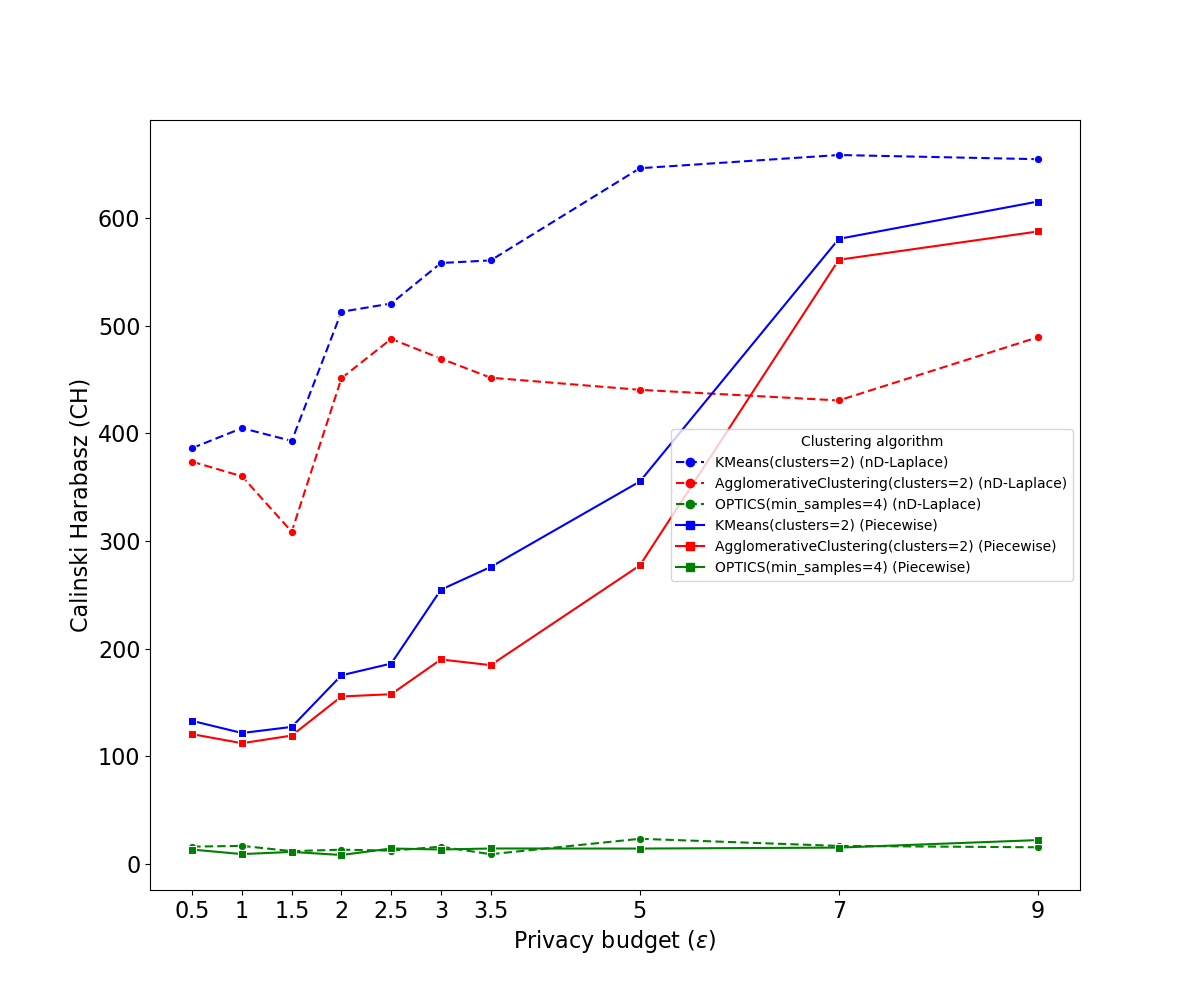 600
500
400
300
200
100
0
Calinski Harabasz (CH)
Clustering algorithm
KMeans(clusters=2) (nD-Laplace)
AgglomerativeClustering(clusters=2) (nD-Laplace)
OPTICS(min_samples=4) (nD-Laplace)
KMeans(clusters=2) (Piecewise)
AgglomerativeClustering(clusters=2) (Piecewise)
OPTICS(min_samples=4) (Piecewise)
0.5 1 1.5 2 2.5 3 3.5 5 7 9
Privacy budget (ε)